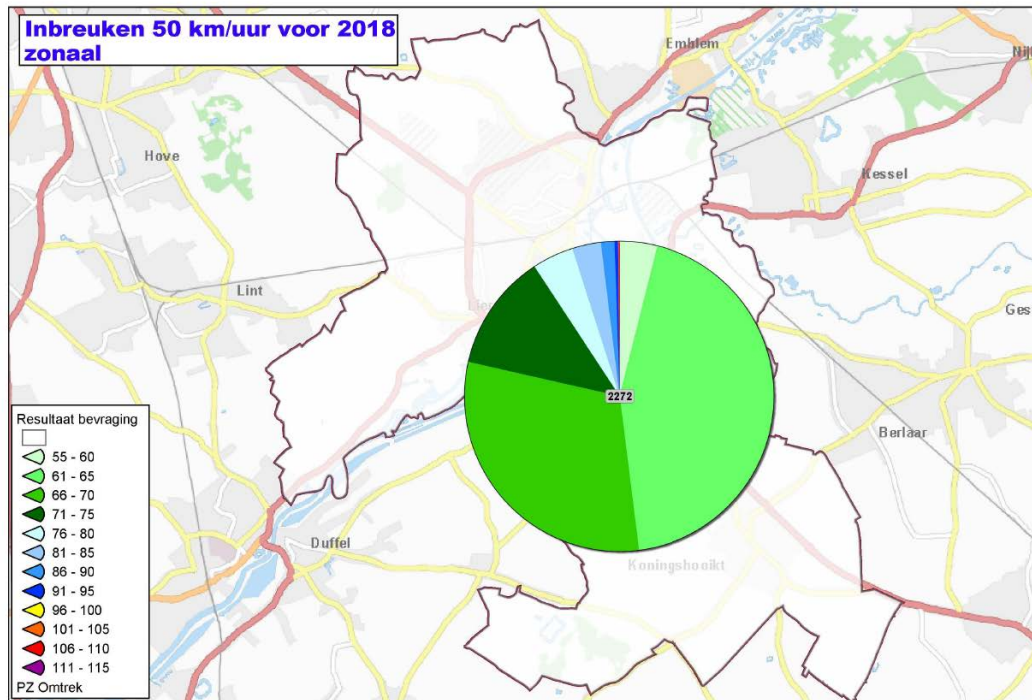 Inbreuken 50 km/uur voor 2018
zonaal
Emblem
Hove
Kessel
Lint
2272
Berlaar
Duffel
Koningshooikt
Resultaat bevraging
55 - 60
61 - 65
66 - 70
71 - 75
76 - 80
81 - 85
86 - 90
91 - 95
96 - 100
101 - 105
106 - 110
111 - 115
PZ Omtrek